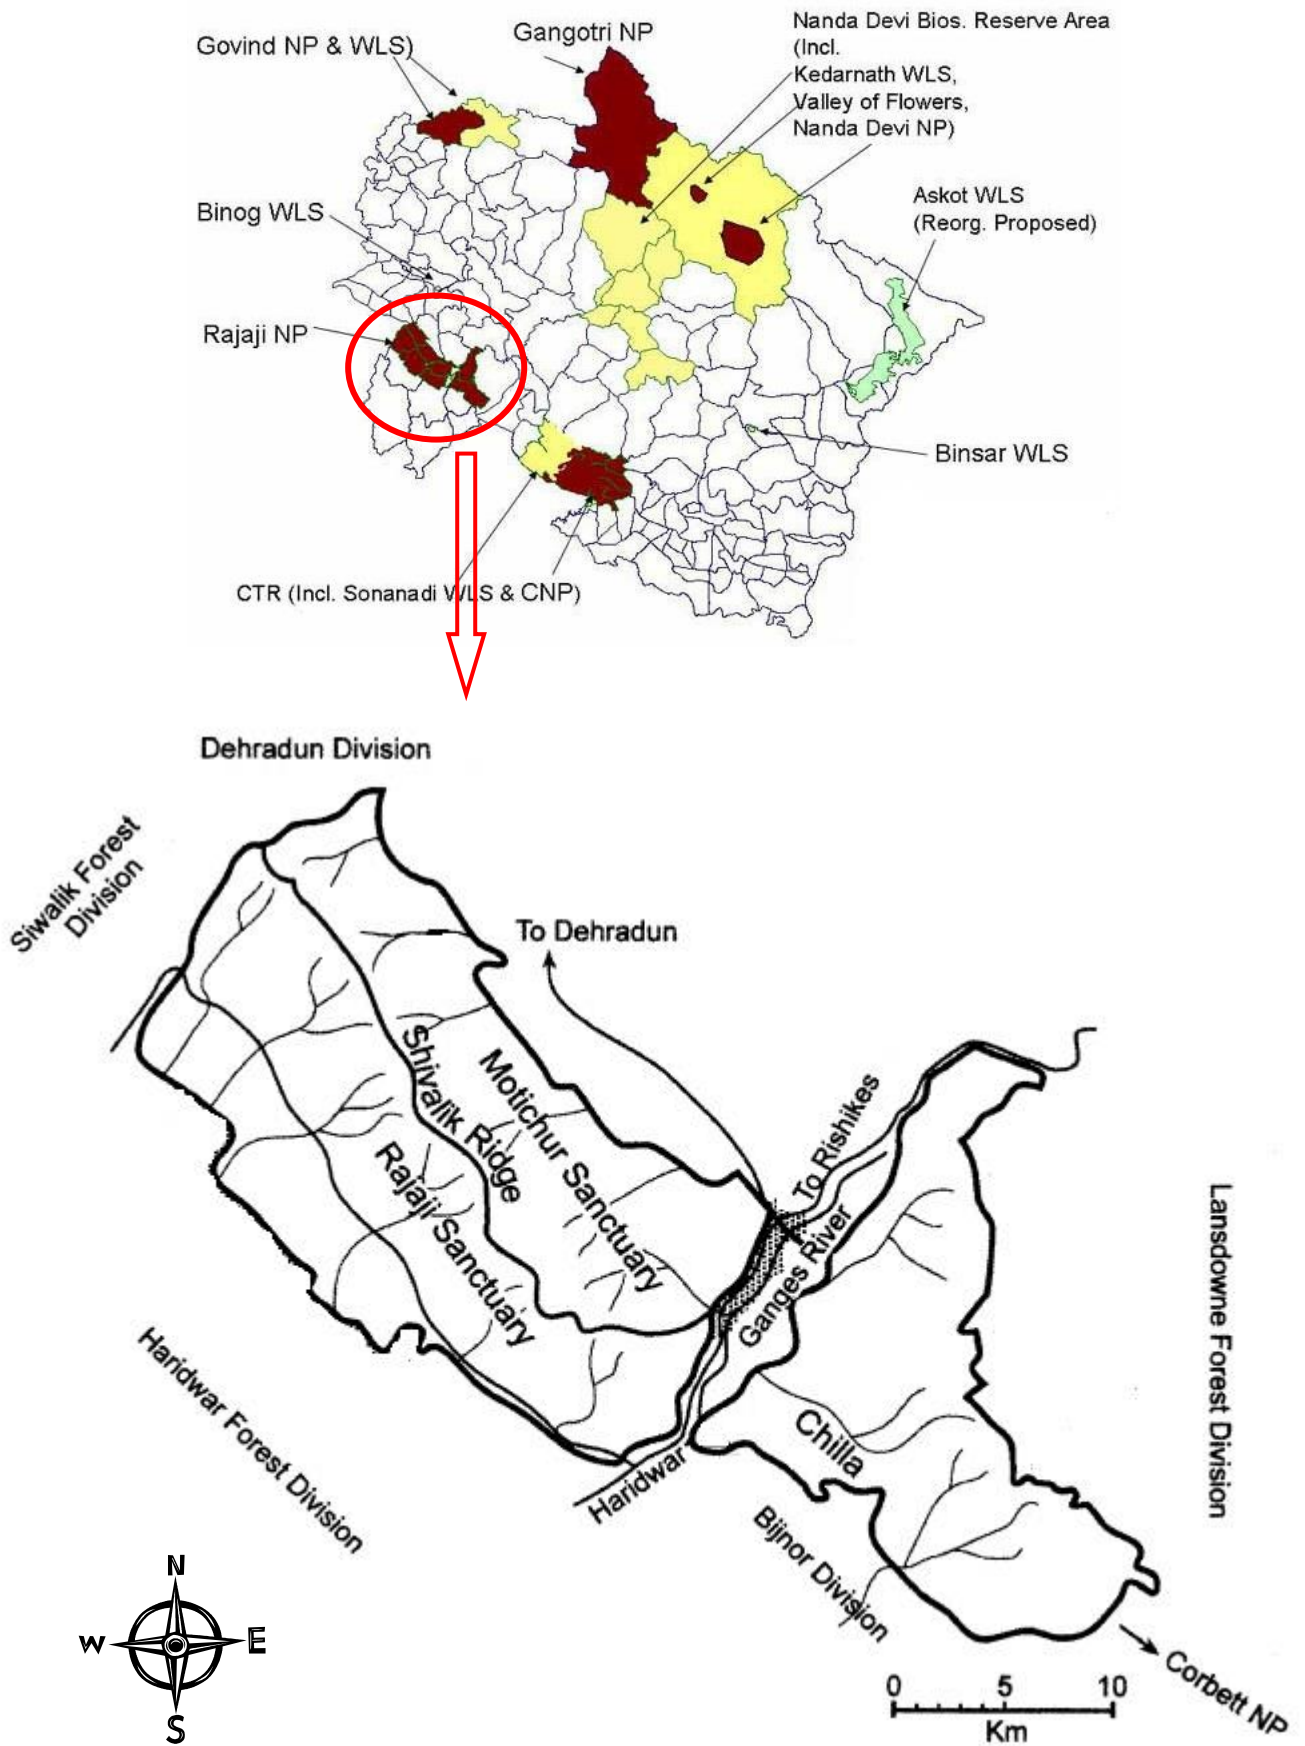 Govind NP & WLS)
Gangotri NP
Nanda Devi Bios. Reserve Area
(Incl.
Kedarnath WLS,
Valley of Flowers,
Nanda Devi NP)
Askot WLS
(Reorg. Proposed)
Binog WLS
Rajaji NP
Binsar WLS
CTR (Incl. Sonanadi WLS & CNP)
Dehradun Division
Siwalik Forest
Division
To Dehradun
Shivalik Ridge
Motichur Sanctuary
Rajaji Sanctuary
To Rishikes
Ganges River
Lansdowne Forest Division
Haridwar Forest Division
Haridwar
Chilla
Bijnor Division
Corbett NP
N
W E
S
0 5 10
Km